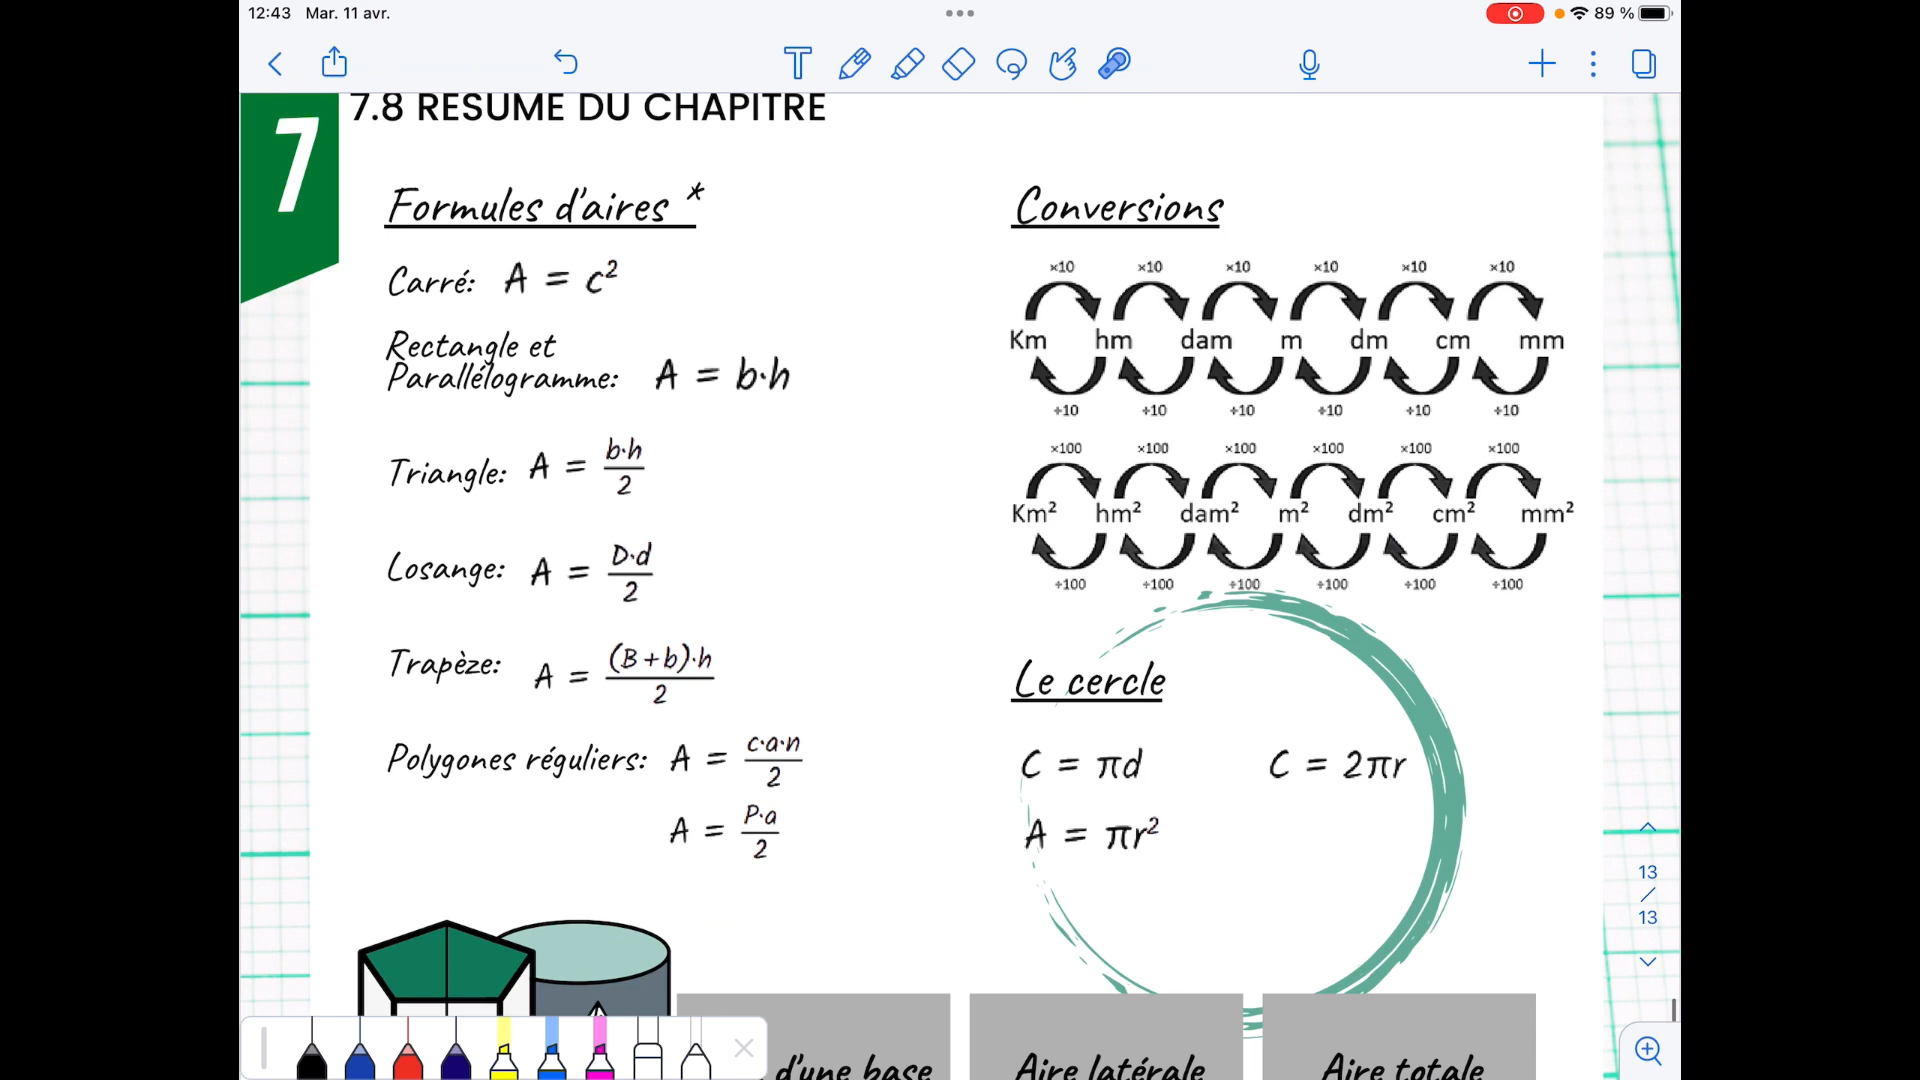 12:43 Mar. 11 avr.
89 %
7
7.8 RÉSUMÉ DU CHAPITRE
Formules d'aires *
Carré: A = c²
Rectangle et
Parallélogramme: A = b·h
Triangle: A = b·h/2
Losange: A = D·d/2
Trapèze: A = (B+b)·h/2
Polygones réguliers: A = c·a·n/2
A = P·a/2
Conversions
×10 ×10 ×10 ×10 ×10 ×10
Km hm dam m dm cm mm
÷10 ÷10 ÷10 ÷10 ÷10 ÷10
×100 ×100 ×100 ×100 ×100 ×100
Km² hm² dam² m² dm² cm² mm²
÷100 ÷100 ÷100 ÷100 ÷100 ÷100
Le cercle
C = πd C = 2πr
A = πr²
13
/
13
d'une base
Aire latérale
Aire totale